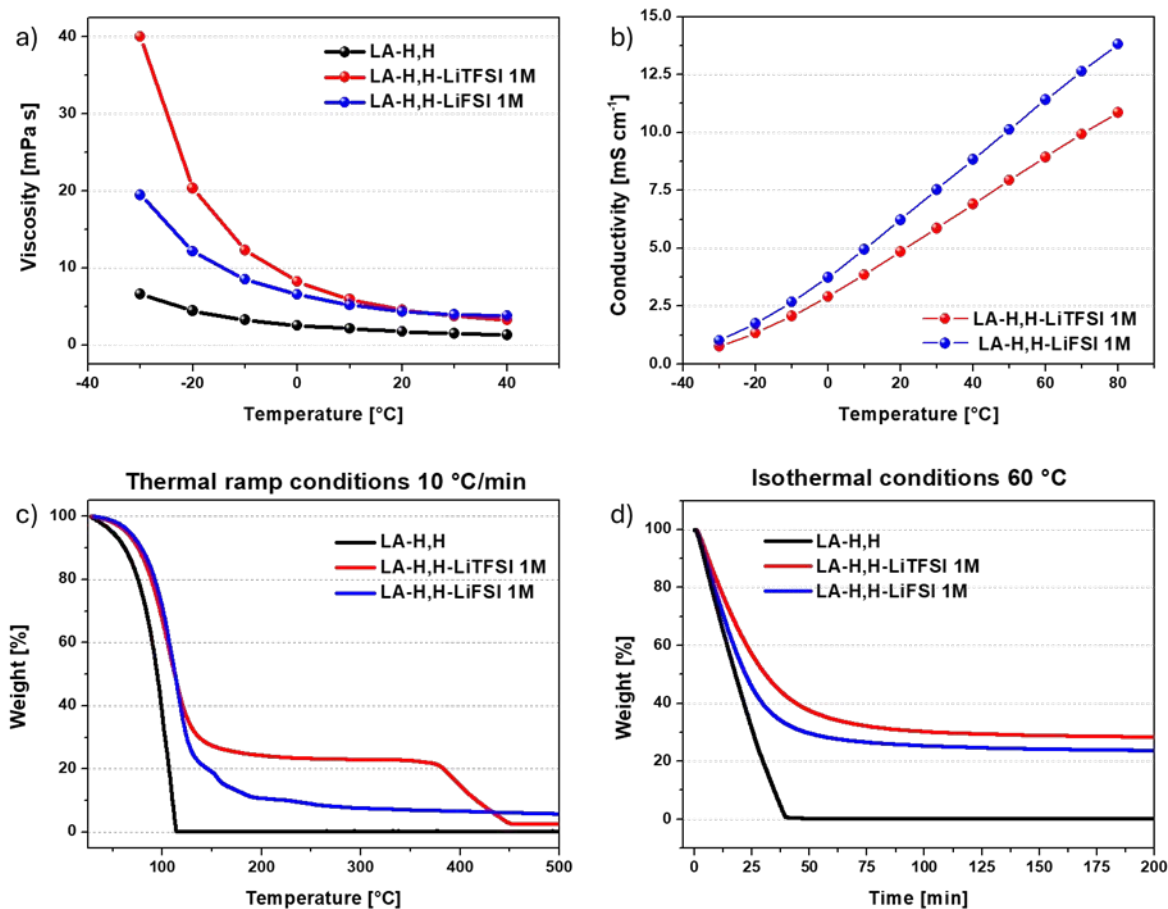 a)
Viscosity [mPa s]
40
30
20
10
0
LA-H,H
LA-H,H-LiTFSI 1M
LA-H,H-LiFSI 1M
-40 -20 0 20 40
Temperature [°C]
b)
Conductivity [mS cm⁻¹]
15.0
12.5
10.0
7.5
5.0
2.5
0.0
LA-H,H-LiTFSI 1M
LA-H,H-LiFSI 1M
-40 -20 0 20 40 60 80
Temperature [°C]
Thermal ramp conditions 10 °C/min
c)
Weight [%]
100
80
60
40
20
0
LA-H,H
LA-H,H-LiTFSI 1M
LA-H,H-LiFSI 1M
100 200 300 400 500
Temperature [°C]
Isothermal conditions 60 °C
d)
Weight [%]
100
80
60
40
20
0
LA-H,H
LA-H,H-LiTFSI 1M
LA-H,H-LiFSI 1M
0 25 50 75 100 125 150 175 200
Time [min]